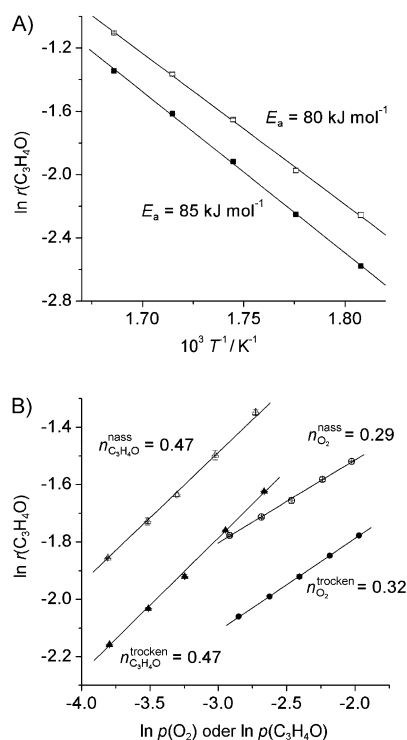 A)
-1.2
-1.6
-2.0
-2.4
-2.8
ln r(C₃H₄O)
Eₐ = 80 kJ mol⁻¹
Eₐ = 85 kJ mol⁻¹
1.70 1.75 1.80
10³ T⁻¹/ K⁻¹
B)
-1.4
-1.6
-1.8
-2.0
-2.2
ln r(C₃H₄O)
n^nass_C₃H₄O = 0.47
n^nass_O₂ = 0.29
n^trocken_O₂ = 0.32
n^trocken_C₃H₄O = 0.47
-4.0 -3.5 -3.0 -2.5 -2.0
ln p(O₂) oder ln p(C₃H₄O)